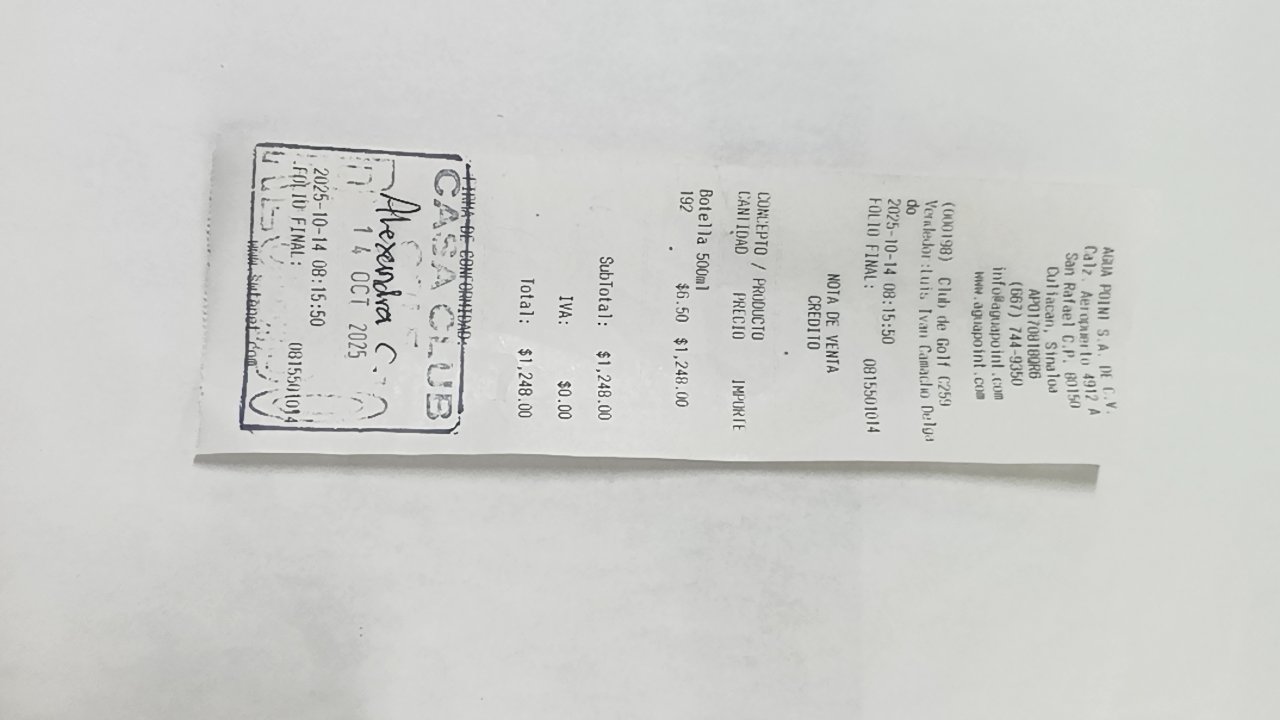 AGUA POINT S.A. DE C.V.
Calz. Aeropuerto 4912 A
San Rafael C.P. 80150
Culiacan, Sinaloa
APO170818QR6
(667) 744-9350
info@aguapoint.com
www.aguapoint.com
(000198) Club de Golf C259
Vendedor:Luis Ivan Camacho Delga
do
2025-10-14 08:15:50
FOLIO FINAL: 0815501014
NOTA DE VENTA
CREDITO
CONCEPTO / PRODUCTO
CANTIDAD PRECIO IMPORTE
Botella 500ml
192 $6.50 $1,248.00
SubTotal: $1,248.00
IVA: $0.00
Total: $1,248.00
FIRMA DE CONFORMIDAD:
CASA CLUB
Alexandra C.
14 OCT 2025
2025-10-14 08:15:50
FOLIO FINAL: 0815501014